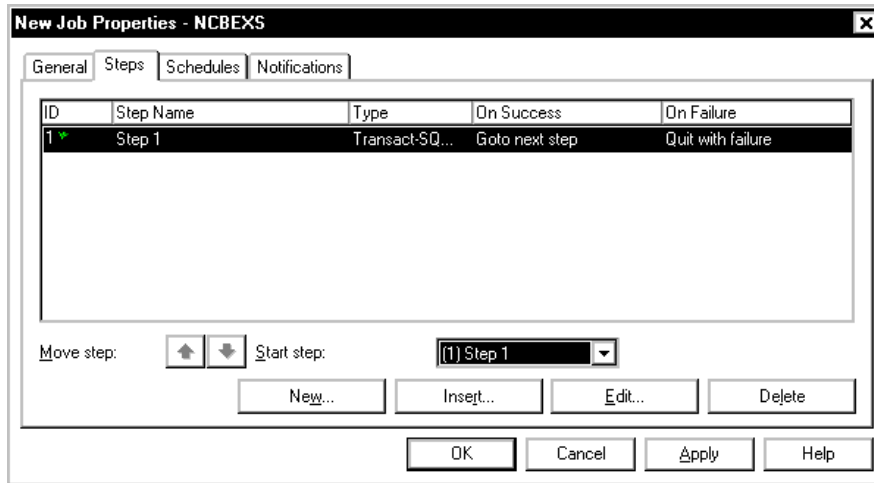 New Job Properties - NCBEXS
General Steps Schedules Notifications
ID Step Name Type On Success On Failure
1 Step 1 Transact-SQ... Goto next step Quit with failure
Move step: Start step: (1) Step 1
New... Insert... Edit... Delete
OK Cancel Apply Help